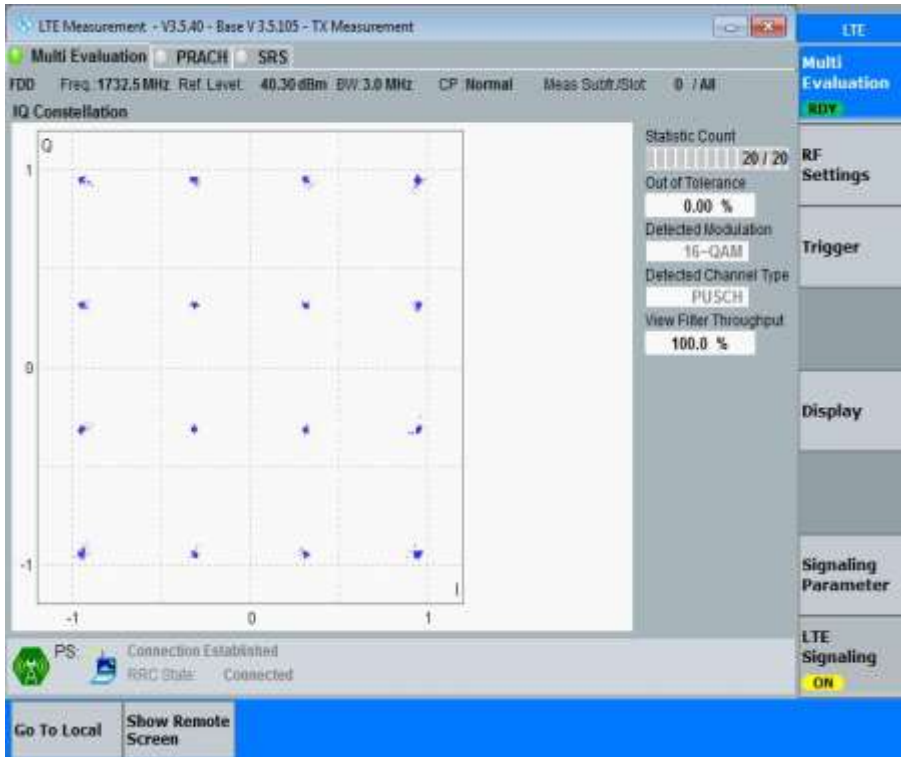 LTE Measurement - V3.5.40 - Base V 3.5.105 - TX Measurement
LTE
Multi Evaluation PRACH SRS
Multi
Evaluation
RDY
FDD Freq.:1732.5 MHz Ref. Level: 40.30 dBm BW:3.0 MHz CP:Normal Meas Subfr./Slot: 0 / All
IQ Constellation
Q
1
0
-1
-1 0 1
I
Statistic Count
20 / 20
Out of Tolerance
0.00 %
Detected Modulation
16-QAM
Detected Channel Type
PUSCH
View Filter Throughput
100.0 %
RF
Settings
Trigger
Display
Signaling
Parameter
LTE
Signaling
ON
PS: Connection Established
RRC State: Connected
Go To Local
Show Remote
Screen